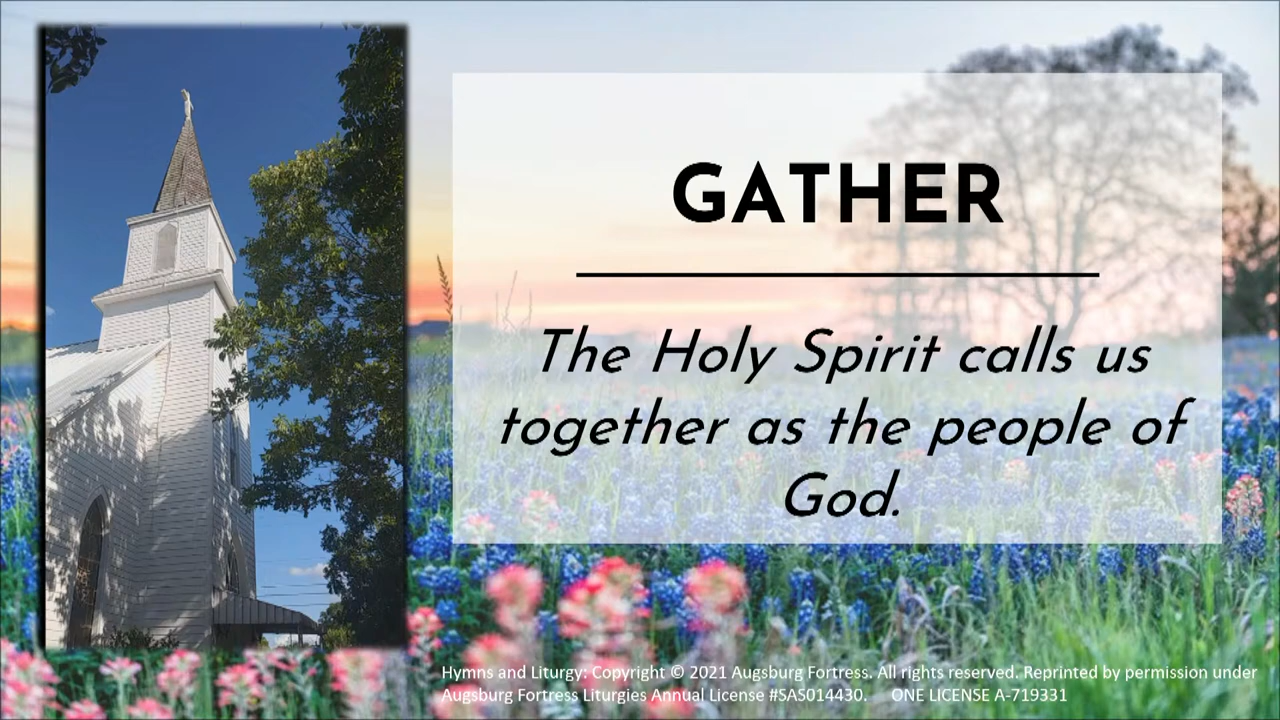 GATHER
The Holy Spirit calls us
together as the people of
God.
Hymns and Liturgy: Copyright © 2021 Augsburg Fortress. All rights reserved. Reprinted by permission under
Augsburg Fortress Liturgies Annual License #SAS014430. ONE LICENSE A-719331